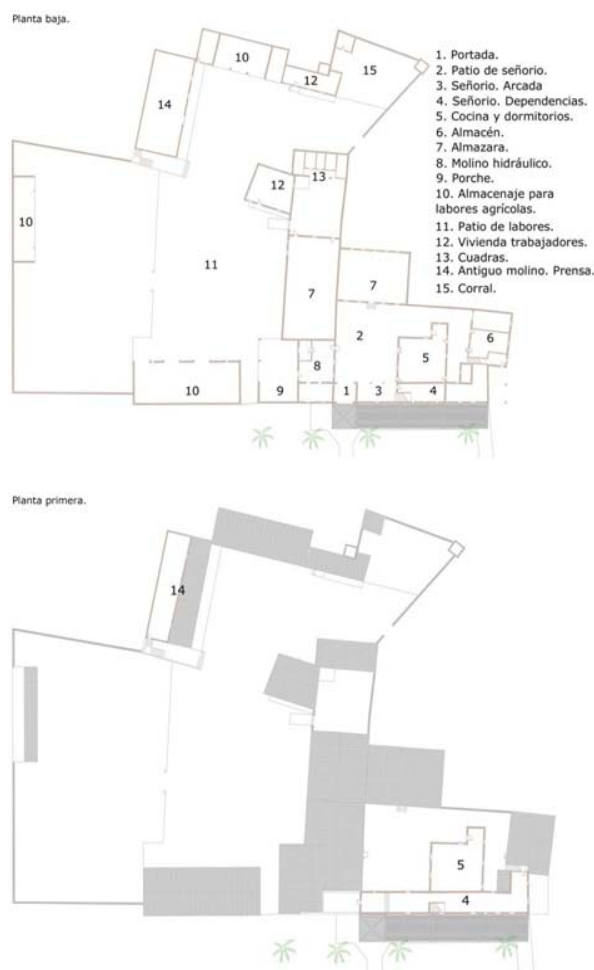 Planta baja.
1. Portada.
2. Patio de señorio.
3. Señorio. Arcada
4. Señorio. Dependencias.
5. Cocina y dormitorios.
6. Almacén.
7. Almazara.
8. Molino hidráulico.
9. Porche.
10. Almacenaje para
labores agrícolas.
11. Patio de labores.
12. Vivienda trabajadores.
13. Cuadras.
14. Antiguo molino. Prensa.
15. Corral.
10
15
12
14
13
12
10
11
7
7
2
6
5
8
10
9
1
3
4
Planta primera.
14
5
4